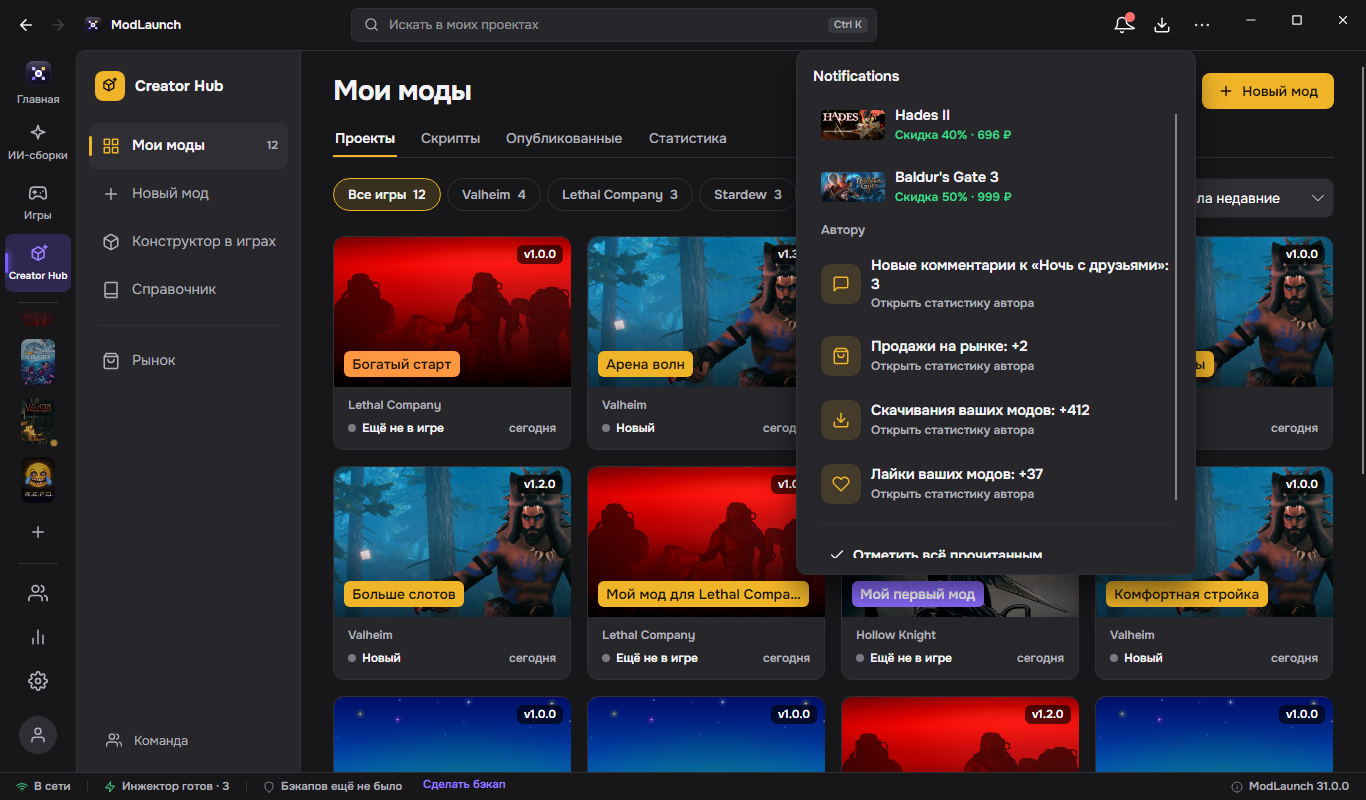 ModLaunch
Искать в моих проектах
Ctrl K
Главная
ИИ-сборки
Игры
Creator Hub
Creator Hub
Мои моды 12
Новый мод
Конструктор в играх
Справочник
Рынок
Команда
Мои моды
Новый мод
Проекты Скрипты Опубликованные Статистика
Все игры 12 Valheim 4 Lethal Company 3 Stewdew 3
ла недавние
Notifications
HADES
Hades II
Скидка 40% · 696 ₽
Baldur's Gate 3
Скидка 50% · 999 ₽
Автору
Новые комментарии к «Ночь с друзьями»:
3
Открыть статистику автора
Продажи на рынке: +2
Открыть статистику автора
Скачивания ваших модов: +412
Открыть статистику автора
Лайки ваших модов: +37
Открыть статистику автора
Отметить всё прочитанным
v1.0.0
Богатый старт
Lethal Company
Ещё не в игре сегодня
v1.3
Арена волн
Valheim
Новый сегод
v1.0.0
ы
сегодня
v1.2.0
Больше слотов
Valheim
Новый сегодня
v1.0
Мой мод для Lethal Compa...
Lethal Company
Ещё не в игре сегодня
Мой первый мод
Hollow Knight
Ещё не в игре сегодня
v1.0.0
Комфортная стройка
Valheim
Новый сегодня
v1.0.0
v1.0.0
v1.2.0
v1.0.0
В сети
Инжектор готов · 3
Бэкапов ещё не было
Сделать бэкап
ModLaunch 31.0.0